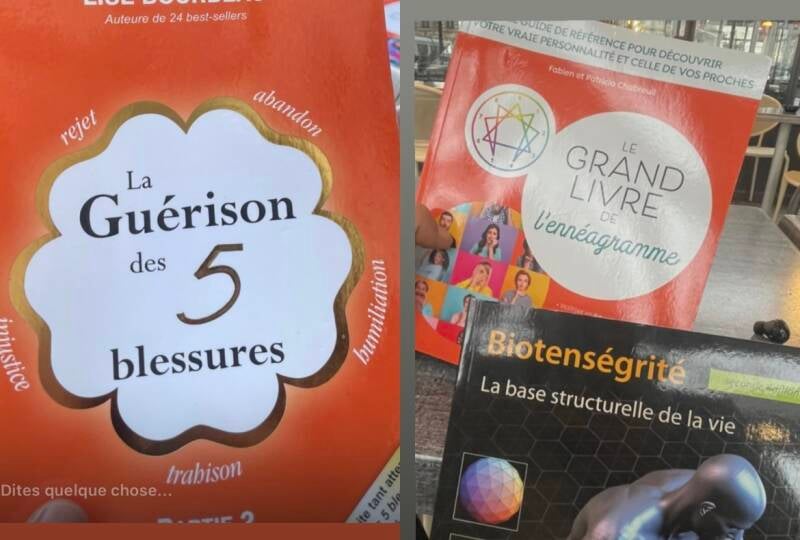 Auteure de 24 best-sellers
rejet
abandon
La
Guérison
des 5
blessures
injustice
humiliation
trahison
Dites quelque chose...
GUIDE DE RÉFÉRENCE POUR DÉCOUVRIR
VOTRE VRAIE PERSONNALITÉ ET CELLE DE VOS PROCHES
Fabien et Patricia Chabreuil
LE
GRAND
LIVRE
DE
l'ennéagramme
Biotenségrité
La base structurelle de la vie